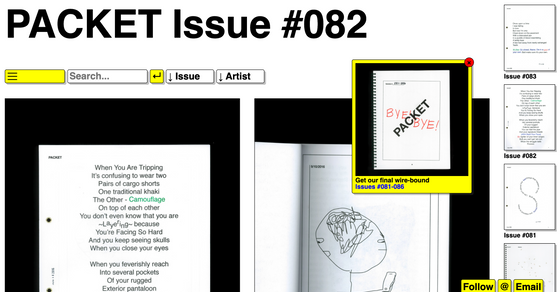 PACKET Issue #082
Search...
↵
↓ Issue
↓ Artist
PACKET
When You Are Tripping
It's confusing to wear two
Pairs of cargo shorts
One traditional khaki
The Other - Camouflage
On top of each other
You don't even know that you are
~Layering~ because
You're Facing So Hard
And you keep seeing skulls
When you close your eyes
When you feverishly reach
Into several pockets
Of your rugged
Exterior pantaloon
BYE!
PACKET
BYE!
Get our final wire-bound
Issues #081-086
Issue #083
Issue #082
Issue #081
Follow
@
Email